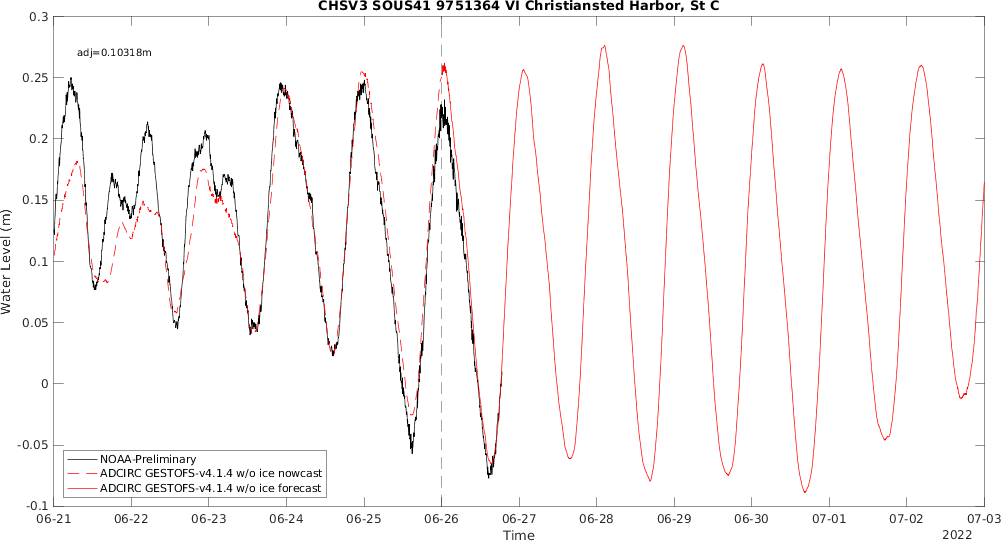 CHSV3 SOUS41 9751364 VI Christiansted Harbor, St C
adj=0.10318m
0.3
0.25
0.2
0.15
0.1
0.05
0
-0.05
-0.1
Water Level (m)
NOAA-Preliminary
ADCIRC GESTOFS-v4.1.4 w/o ice nowcast
ADCIRC GESTOFS-v4.1.4 w/o ice forecast
06-21 06-22 06-23 06-24 06-25 06-26 06-27 06-28 06-29 06-30 07-01 07-02 07-03
Time
2022